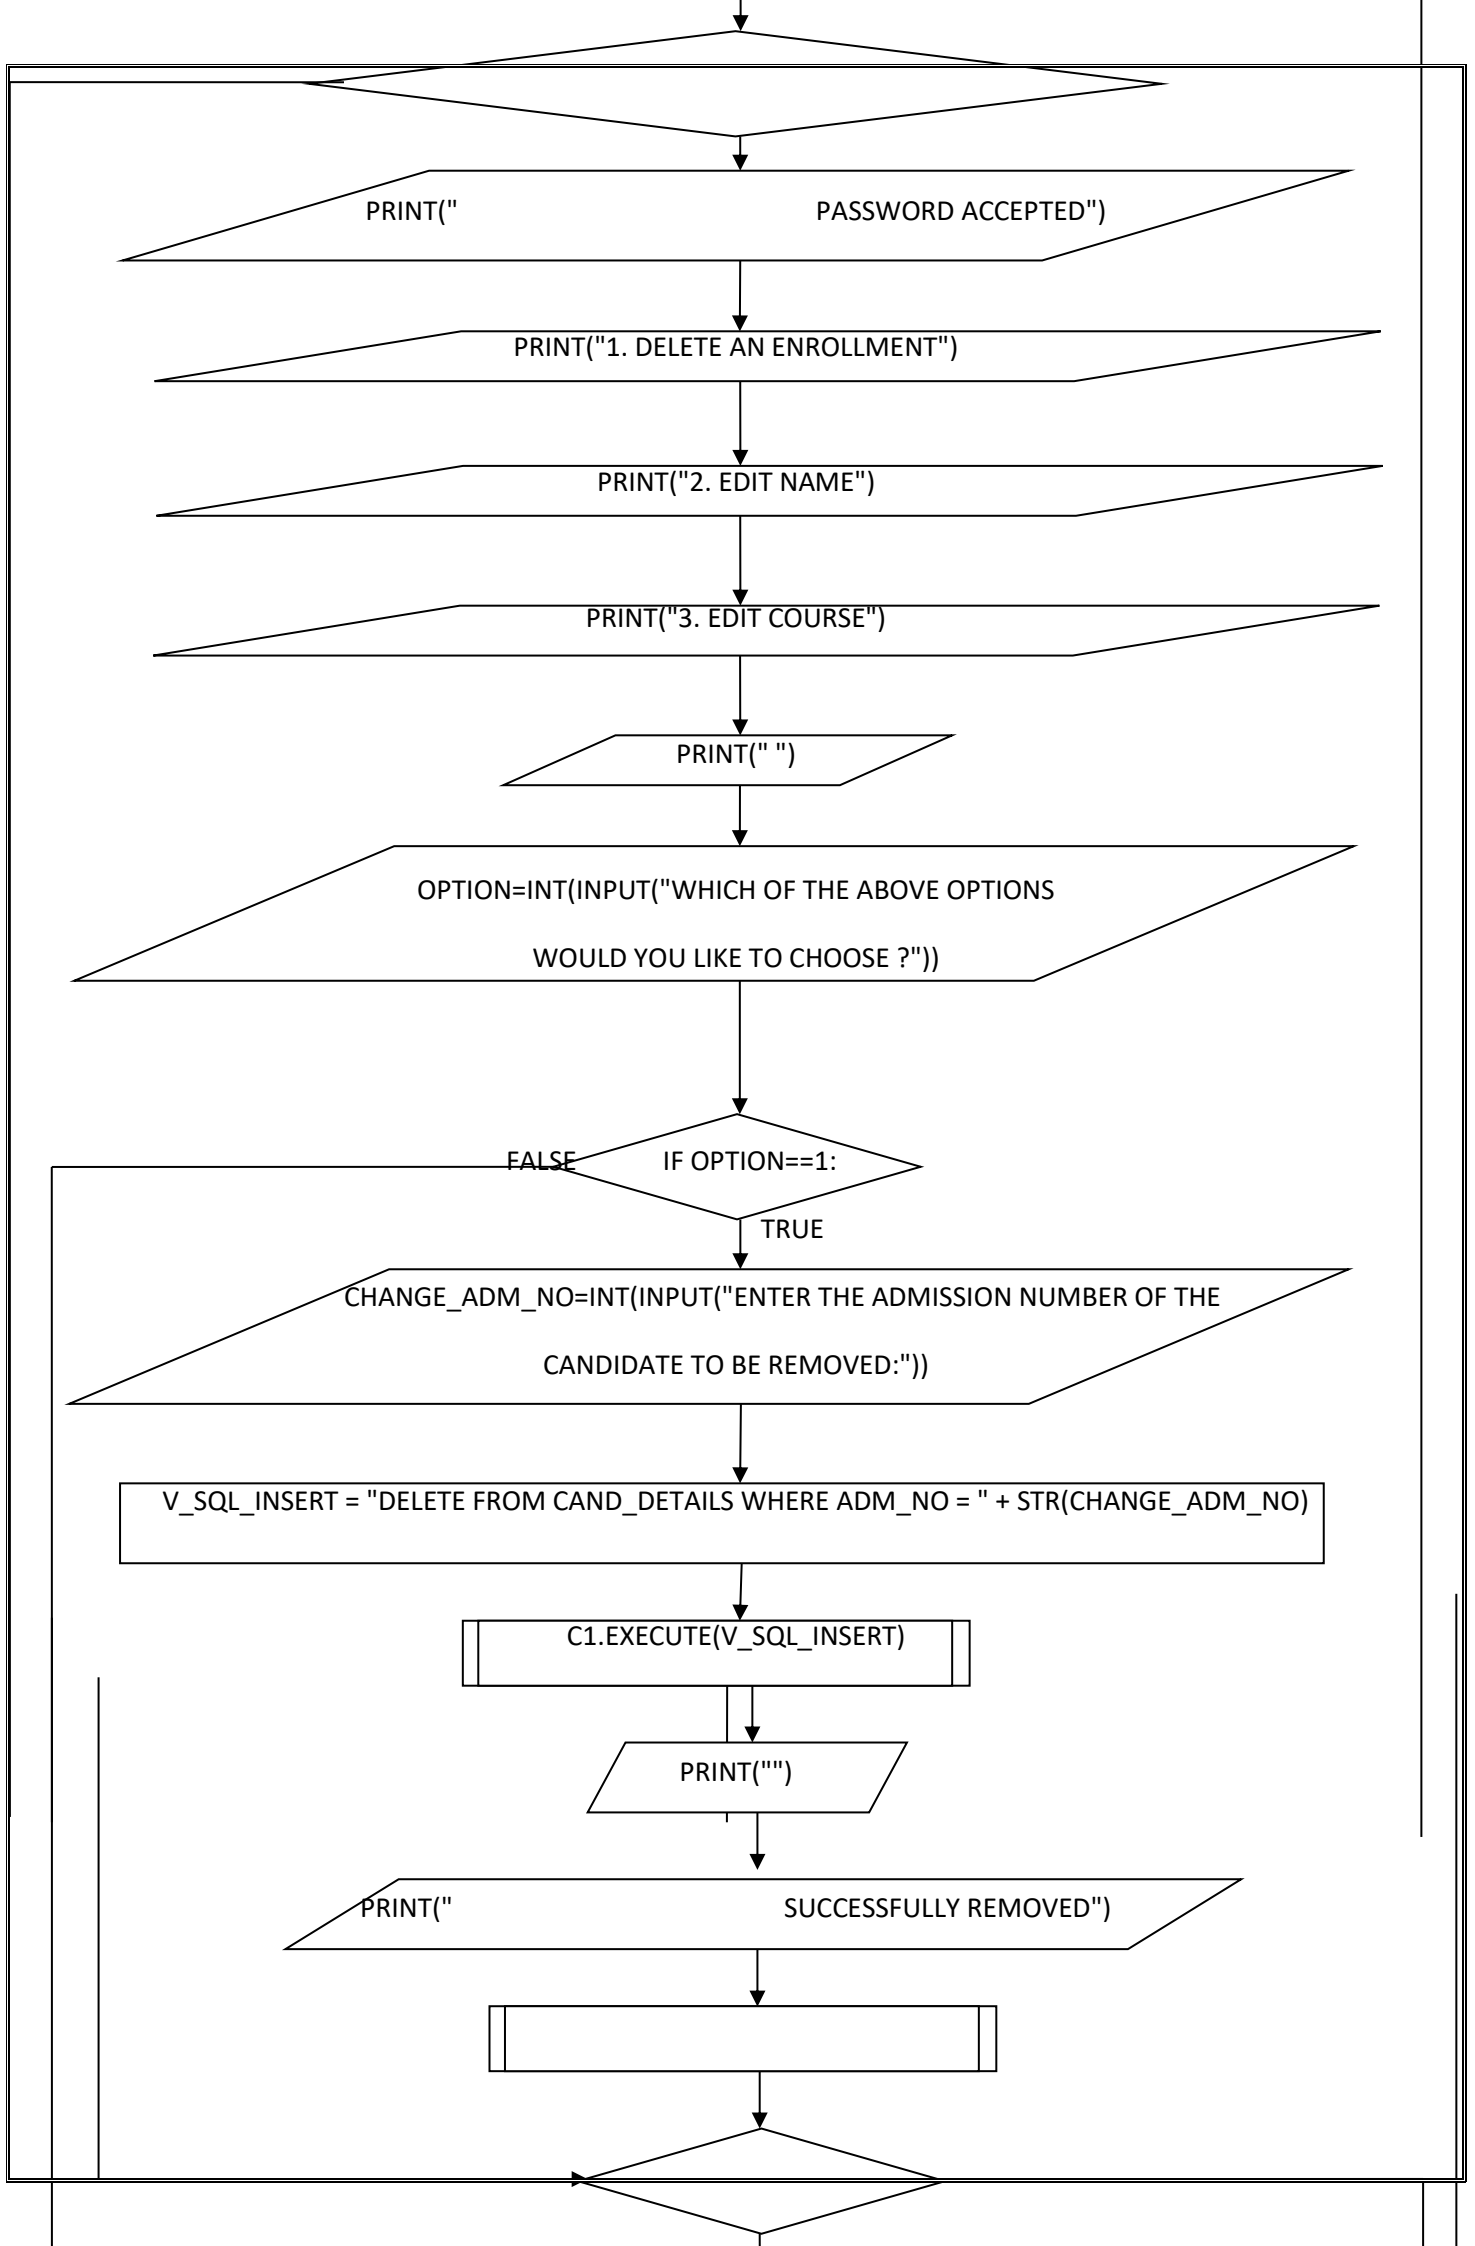 PRINT(" PASSWORD ACCEPTED")
PRINT("1. DELETE AN ENROLLMENT")
PRINT("2. EDIT NAME")
PRINT("3. EDIT COURSE")
PRINT(" ")
OPTION=INT(INPUT("WHICH OF THE ABOVE OPTIONS
WOULD YOU LIKE TO CHOOSE ?"))
FALSE IF OPTION==1:
TRUE
CHANGE_ADM_NO=INT(INPUT("ENTER THE ADMISSION NUMBER OF THE
CANDIDATE TO BE REMOVED:"))
V_SQL_INSERT = "DELETE FROM CAND_DETAILS WHERE ADM_NO = " + STR(CHANGE_ADM_NO)
C1.EXECUTE(V_SQL_INSERT)
PRINT("")
PRINT(" SUCCESSFULLY REMOVED")